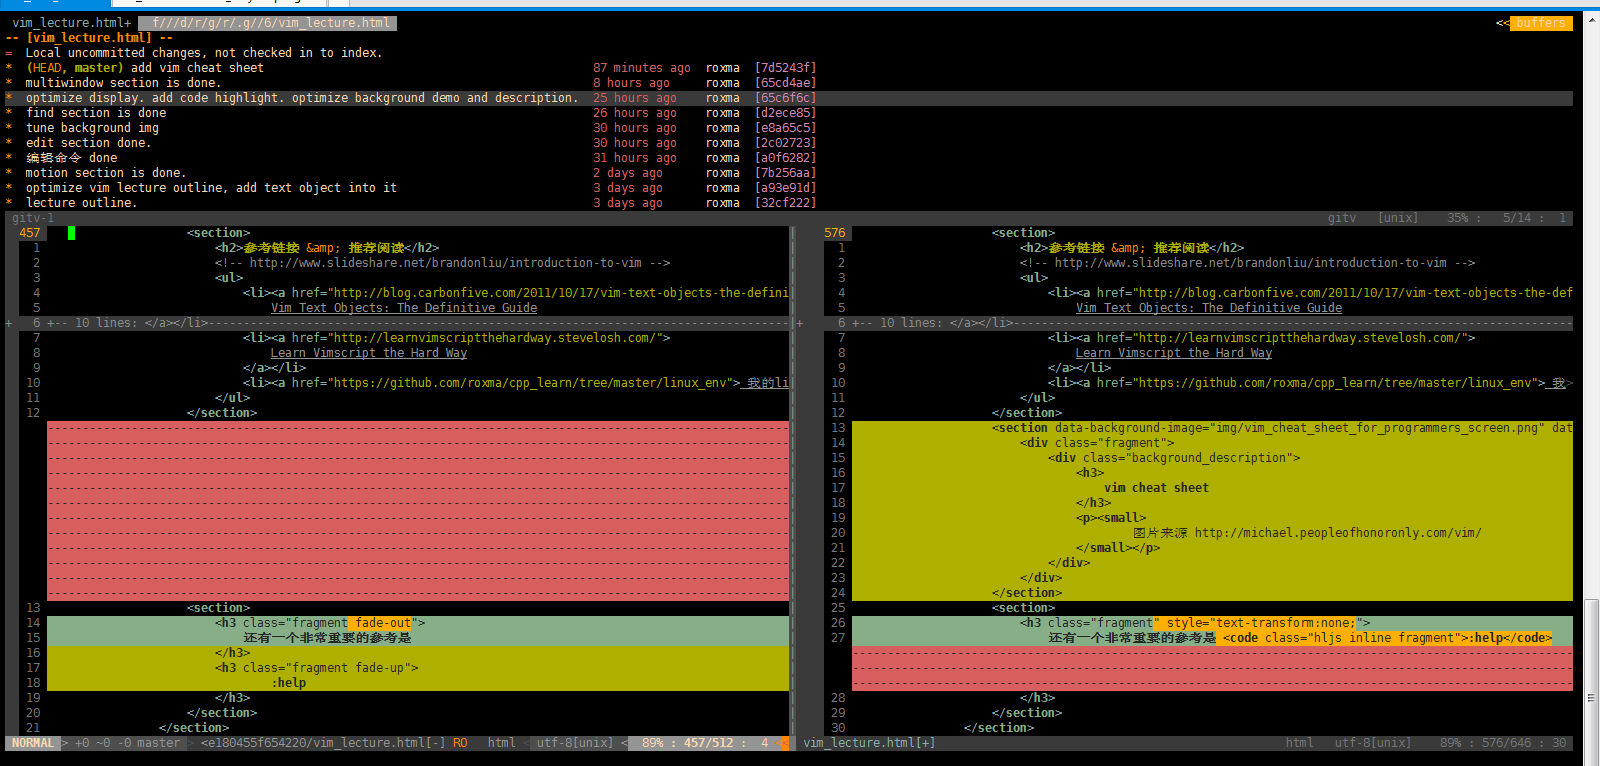 vim_lecture.html+   f///d/r/g/r/.g//6/vim_lecture.html   << buffers
-- [vim_lecture.html] --
=  Local uncommitted changes, not checked in to index.
*  (HEAD, master) add vim cheat sheet   87 minutes ago  roxma  [7d5243f]
*  multiwindow section is done.   8 hours ago  roxma  [65cd4ae]
*  optimize display. add code highlight. optimize background demo and description.  25 hours ago  roxma  [65c6f6c]
*  find section is done   26 hours ago  roxma  [d2ece85]
*  tune background img   30 hours ago  roxma  [e8a65c5]
*  edit section done.   30 hours ago  roxma  [2c02723]
*  编辑命令 done   31 hours ago  roxma  [a0f6282]
*  motion section is done.   2 days ago  roxma  [7b256aa]
*  optimize vim lecture outline, add text object into it   3 days ago  roxma  [a93e91d]
*  lecture outline.   3 days ago  roxma  [32cf222]
gitv-1   gitv   [unix]   35% :   5/14 :  1
457   <section>
1   <h2>参考链接 &amp; 推荐阅读</h2>
2   <!-- http://www.slideshare.net/brandonliu/introduction-to-vim -->
3   <ul>
4   <li><a href="http://blog.carbonfive.com/2011/10/17/vim-text-objects-the-defini
5   Vim Text Objects: The Definitive Guide
+  6 +-- 10 lines: </a></li>---
7   <li><a href="http://learnvimscriptthehardway.stevelosh.com/">
8   Learn Vimscript the Hard Way
9   </a></li>
10   <li><a href="https://github.com/roxma/cpp_learn/tree/master/linux_env"> 我的li
11   </ul>
12   </section>
13   <section>
14   <h3 class="fragment fade-out">
15   还有一个非常重要的参考是
16   </h3>
17   <h3 class="fragment fade-up">
18   :help
19   </h3>
20   </section>
21   </section>
NORMAL > +0 ~0 -0 master > <e180455f654220/vim_lecture.html[-] RO   html < utf-8[unix] <  89% : 457/512 :  4 <<
576   <section>
1   <h2>参考链接 &amp; 推荐阅读</h2>
2   <!-- http://www.slideshare.net/brandonliu/introduction-to-vim -->
3   <ul>
4   <li><a href="http://blog.carbonfive.com/2011/10/17/vim-text-objects-the-def
5   Vim Text Objects: The Definitive Guide
+  6 +-- 10 lines: </a></li>---
7   <li><a href="http://learnvimscriptthehardway.stevelosh.com/">
8   Learn Vimscript the Hard Way
9   </a></li>
10   <li><a href="https://github.com/roxma/cpp_learn/tree/master/linux_env"> 我>
11   </ul>
12   </section>
13   <section data-background-image="img/vim_cheat_sheet_for_programmers_screen.png" dat
14   <div class="fragment">
15   <div class="background_description">
16   <h3>
17   vim cheat sheet
18   </h3>
19   <p><small>
20   图片来源 http://michael.peopleofhonoronly.com/vim/
21   </small></p>
22   </div>
23   </div>
24   </section>
25   <section>
26   <h3 class="fragment" style="text-transform:none;">
27   还有一个非常重要的参考是 <code class="hljs inline fragment">:help</code>
28   </h3>
29   </section>
30   </section>
vim_lecture.html[+]   html   utf-8[unix]   89% : 576/646 : 30